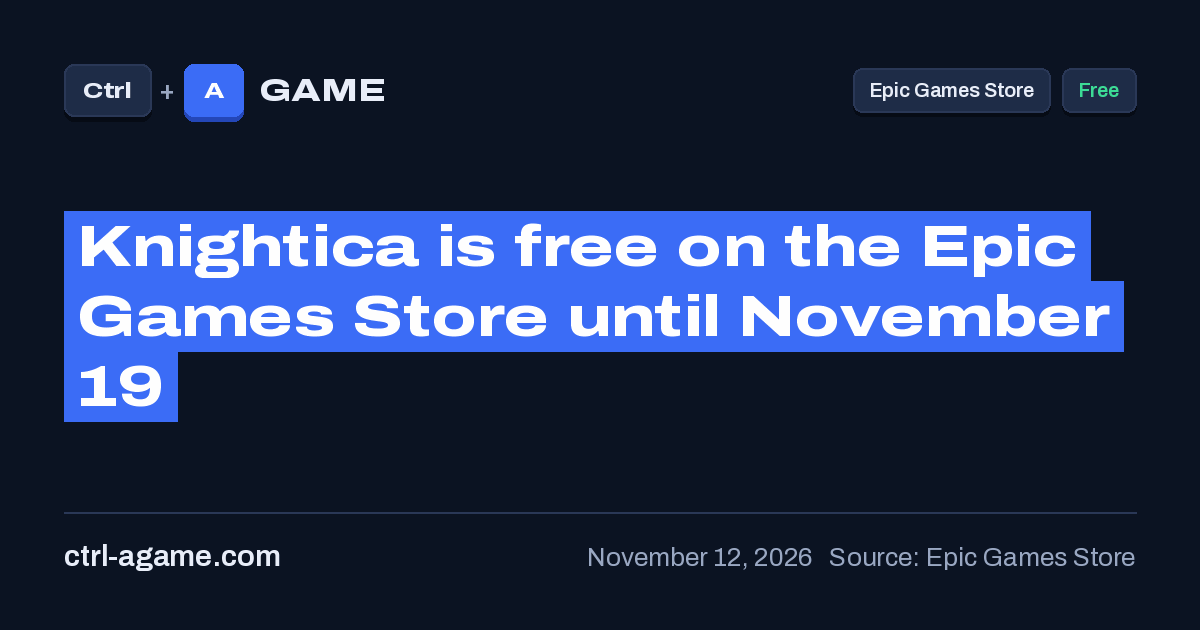 Ctrl + A GAME
Epic Games Store Free
Knightica is free on the Epic
Games Store until November
19
ctrl-agame.com
November 12, 2026 Source: Epic Games Store